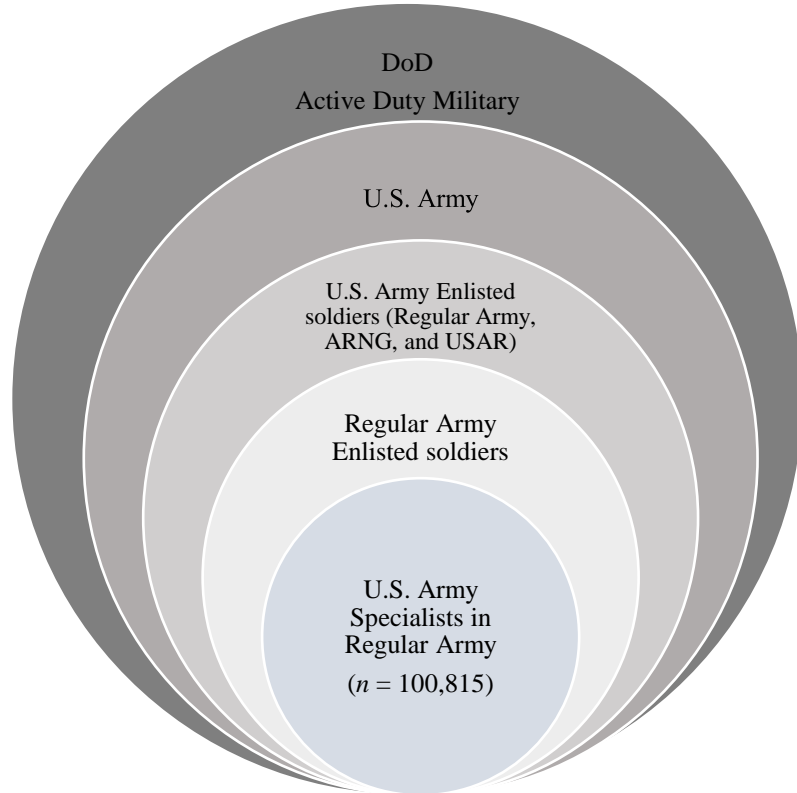 DoD
Active Duty Military
U.S. Army
U.S. Army Enlisted
soldiers (Regular Army,
ARNG, and USAR)
Regular Army
Enlisted soldiers
U.S. Army
Specialists in
Regular Army
(n = 100,815)